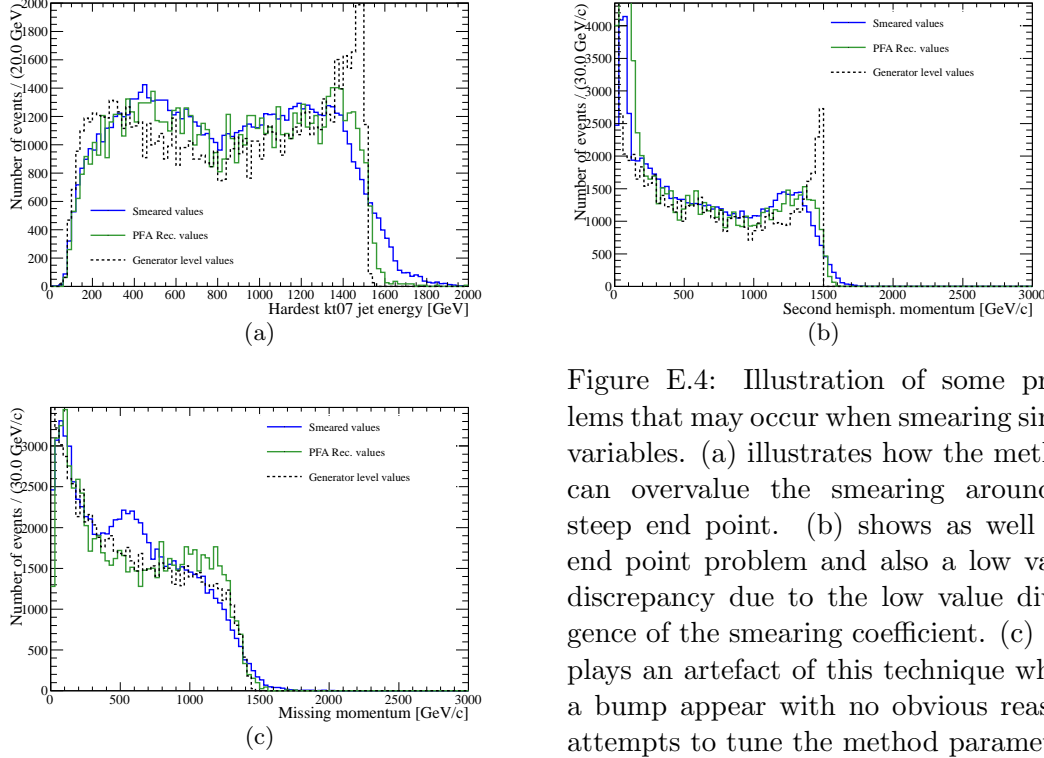 Number of events / (20.0 GeV)
2000
1800
1600
1400
1200
1000
800
600
400
200
0
Smeared values
PFA Rec. values
Generator level values
0 200 400 600 800 1000 1200 1400 1600 1800 2000
Hardest kt07 jet energy [GeV]
(a)
Number of events / (30.0 GeV/c)
4000
3500
3000
2500
2000
1500
1000
500
0
Smeared values
PFA Rec. values
Generator level values
0 500 1000 1500 2000 2500 3000
Second hemisph. momentum [GeV/c]
(b)
Number of events / (30.0 GeV/c)
3000
2500
2000
1500
1000
500
0
Smeared values
PFA Rec. values
Generator level values
0 500 1000 1500 2000 2500 3000
Missing momentum [GeV/c]
(c)
Figure E.4: Illustration of some
lems that may occur when smearing
variables. (a) illustrates how the
can overvalue the smearing around
steep end point. (b) shows as well
end point problem and also a low
discrepancy due to the low value
gence of the smearing coefficient. (c)
plays an artefact of this technique
a bump appear with no obvious
attempts to tune the method